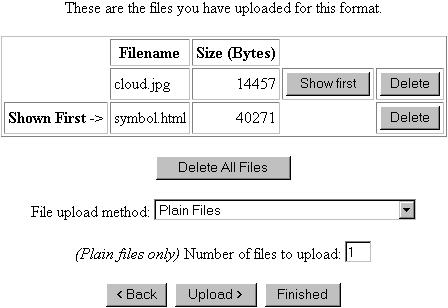 These are the files you have uploaded for this format.
Filename Size (Bytes)
cloud.jpg 14457 Show first Delete
Shown First -> symbol.html 40271 Delete
Delete All Files
File upload method: Plain Files
(Plain files only) Number of files to upload: 1
< Back Upload > Finished